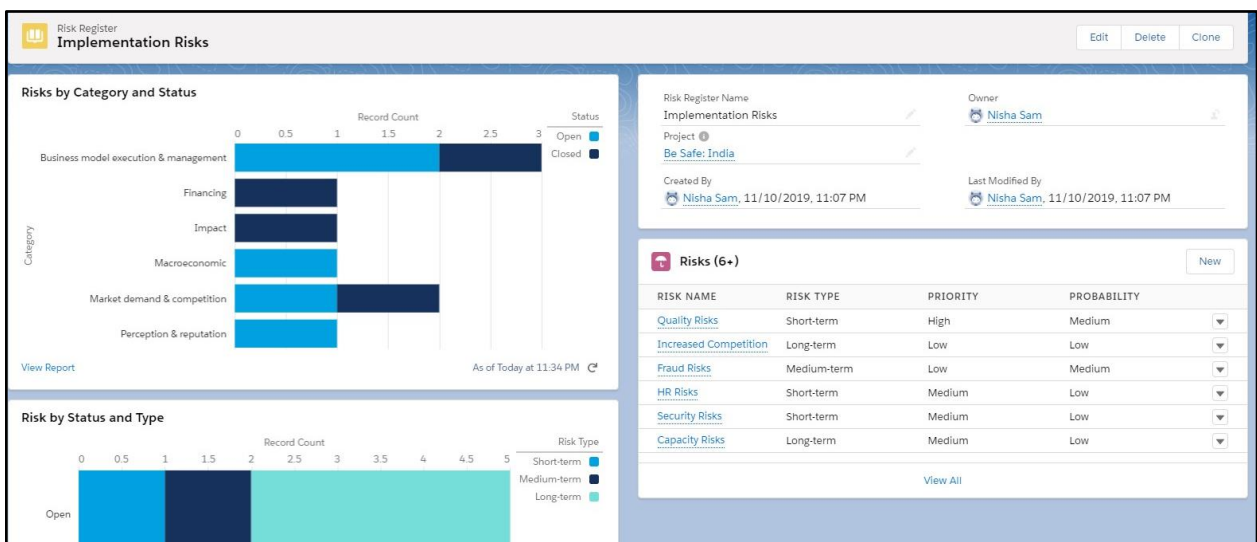 Risk Register
Implementation Risks
Edit Delete Clone
Risks by Category and Status
Record Count
Status
0 0.5 1 1.5 2 2.5 3
Open
Closed
Category
Business model execution & management
Financing
Impact
Macroeconomic
Market demand & competition
Perception & reputation
View Report
As of Today at 11:34 PM
Risk by Status and Type
Record Count
Risk Type
0 0.5 1 1.5 2 2.5 3 3.5 4 4.5 5
Short-term
Medium-term
Long-term
Open
Risk Register Name
Implementation Risks
Owner
Nisha Sam
Project
Be Safe: India
Created By
Nisha Sam, 11/10/2019, 11:07 PM
Last Modified By
Nisha Sam, 11/10/2019, 11:07 PM
Risks (6+)
New
RISK NAME RISK TYPE PRIORITY PROBABILITY
Quality Risks Short-term High Medium
Increased Competition Long-term Low Low
Fraud Risks Medium-term Low Medium
HR Risks Short-term Medium Low
Security Risks Short-term Medium Low
Capacity Risks Long-term Medium Low
View All